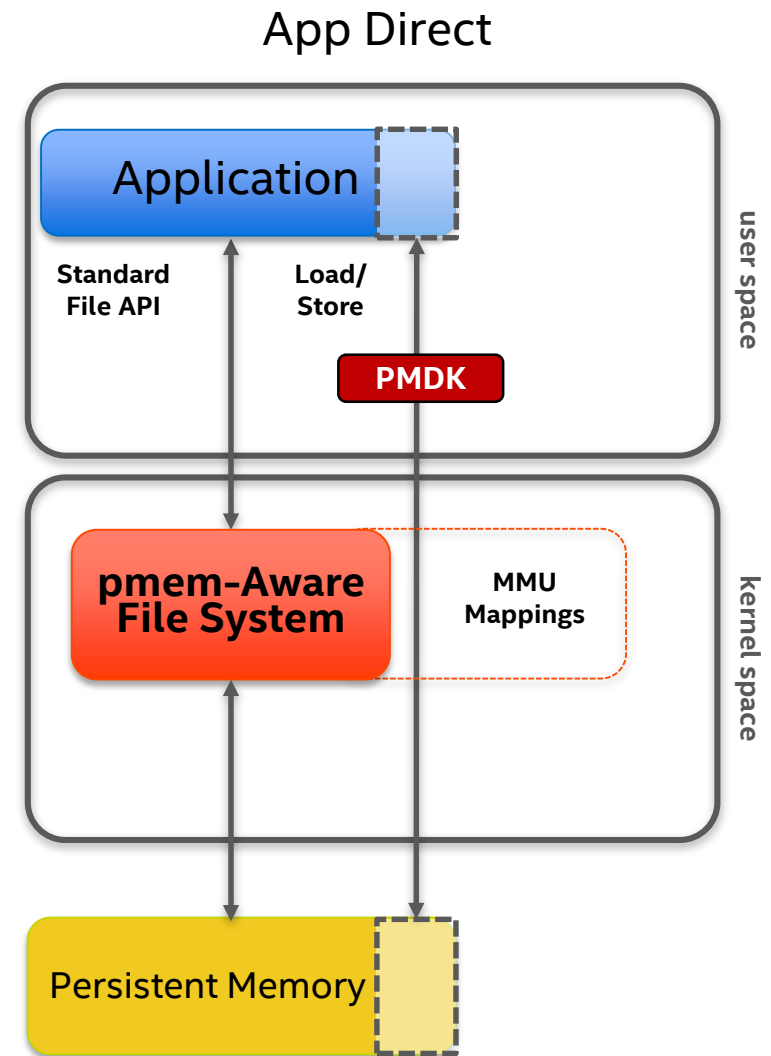 App Direct
Application
Standard
File API
Load/
Store
user space
PMDK
pmem-Aware
File System
MMU
Mappings
kernel space
Persistent Memory